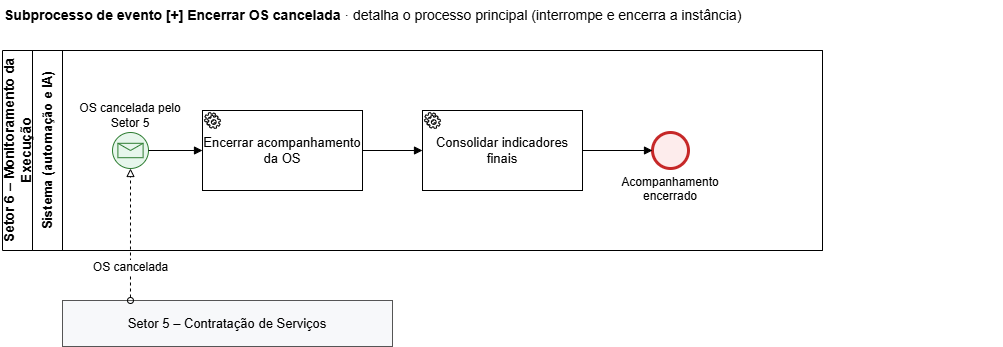 Subprocesso de evento [+] Encerrar OS cancelada · detalha o processo principal (interrompe e encerra a instância)
Setor 6 – Monitoramento da
Execução
Sistema (automação e IA)
OS cancelada pelo
Setor 5
Encerrar acompanhamento
da OS
Consolidar indicadores
finais
Acompanhamento
encerrado
OS cancelada
Setor 5 – Contratação de Serviços